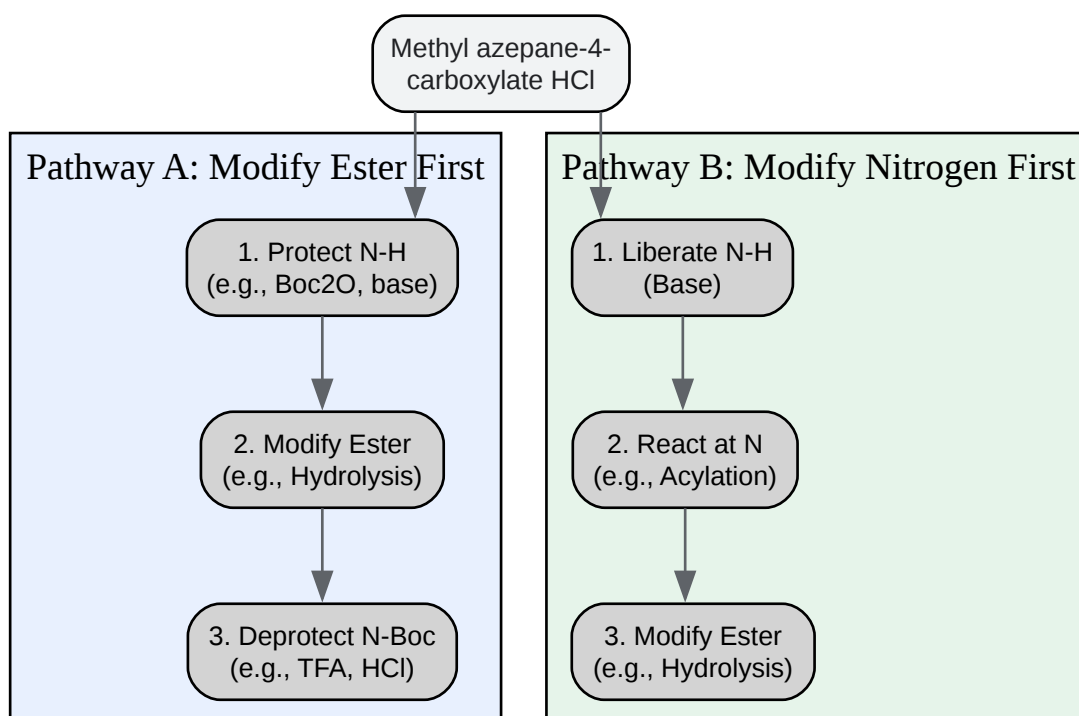 Methyl azepane-4-
carboxylate HCl
Pathway A: Modify Ester First
1. Protect N-H
(e.g., Boc2O, base)
2. Modify Ester
(e.g., Hydrolysis)
3. Deprotect N-Boc
(e.g., TFA, HCl)
Pathway B: Modify Nitrogen First
1. Liberate N-H
(Base)
2. React at N
(e.g., Acylation)
3. Modify Ester
(e.g., Hydrolysis)